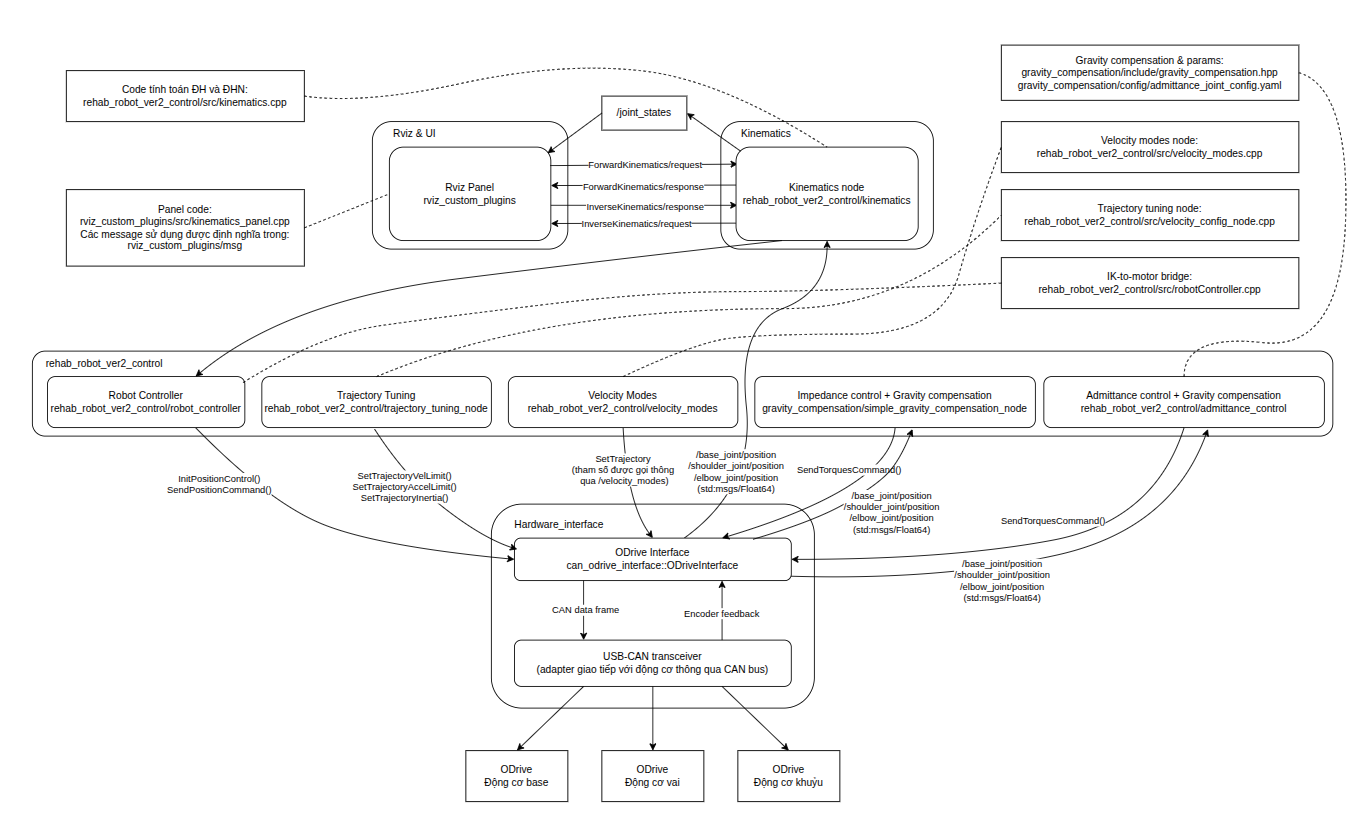 Gravity compensation & params:
gravity_compensation/include/gravity_compensation.hpp
gravity_compensation/config/admittance_joint_config.yaml
Code tính toán ĐH và ĐHN:
rehab_robot_ver2_control/src/kinematics.cpp
/joint_states
Rviz & UI
Kinematics
Velocity modes node:
rehab_robot_ver2_control/src/velocity_modes.cpp
ForwardKinematics/request
Rviz Panel
rviz_custom_plugins
ForwardKinematics/response
Kinematics node
rehab_robot_ver2_control/kinematics
InverseKinematics/response
InverseKinematics/request
Panel code:
rviz_custom_plugins/src/kinematics_panel.cpp
Các message sử dụng được định nghĩa trong:
rviz_custom_plugins/msg
Trajectory tuning node:
rehab_robot_ver2_control/src/velocity_config_node.cpp
IK-to-motor bridge:
rehab_robot_ver2_control/src/robotController.cpp
rehab_robot_ver2_control
Robot Controller
rehab_robot_ver2_control/robot_controller
Trajectory Tuning
rehab_robot_ver2_control/trajectory_tuning_node
Velocity Modes
rehab_robot_ver2_control/velocity_modes
Impedance control + Gravity compensation
gravity_compensation/simple_gravity_compensation_node
Admittance control + Gravity compensation
rehab_robot_ver2_control/admittance_control
InitPositionControl()
SendPositionCommand()
SetTrajectoryVelLimit()
SetTrajectoryAccelLimit()
SetTrajectoryInertia()
SetTrajectory
(tham số được gọi thông
qua /velocity_modes)
/base_joint/position
/shoulder_joint/position
/elbow_joint/position
(std:msgs/Float64)
SendTorquesCommand()
/base_joint/position
/shoulder_joint/position
/elbow_joint/position
(std:msgs/Float64)
SendTorquesCommand()
/base_joint/position
/shoulder_joint/position
/elbow_joint/position
(std:msgs/Float64)
Hardware_interface
ODrive Interface
can_odrive_interface::ODriveInterface
CAN data frame
Encoder feedback
USB-CAN transceiver
(adapter giao tiếp với động cơ thông qua CAN bus)
ODrive
Động cơ base
ODrive
Động cơ vai
ODrive
Động cơ khuỷu